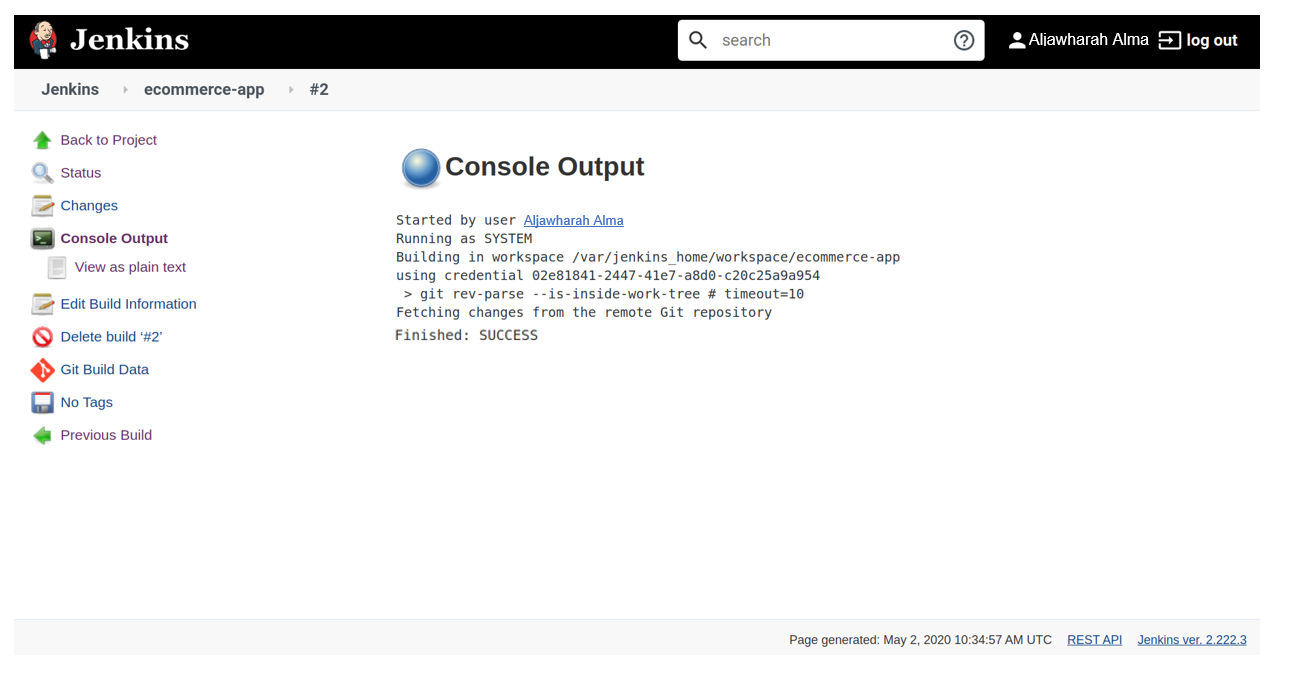 Jenkins
search
Aljawharah Alma
log out
Jenkins ecommerce-app #2
Back to Project
Status
Changes
Console Output
View as plain text
Edit Build Information
Delete build ‘#2’
Git Build Data
No Tags
Previous Build
Console Output
Started by user Aljawharah Alma
Running as SYSTEM
Building in workspace /var/jenkins_home/workspace/ecommerce-app
using credential 02e81841-2447-41e7-a8d0-c20c25a9a954
> git rev-parse --is-inside-work-tree # timeout=10
Fetching changes from the remote Git repository
Finished: SUCCESS
Page generated: May 2, 2020 10:34:57 AM UTC REST API Jenkins ver. 2.222.3